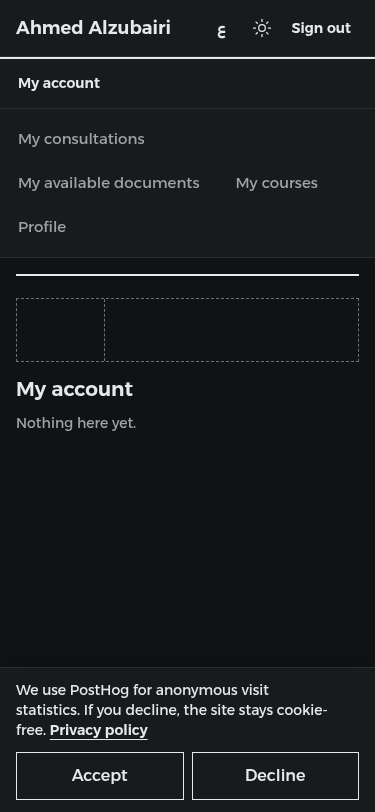 Ahmed Alzubairi ع Sign out
My account
My consultations
My available documents My courses
Profile
My account
Nothing here yet.
We use PostHog for anonymous visit
statistics. If you decline, the site stays cookie-
free. Privacy policy
Accept Decline